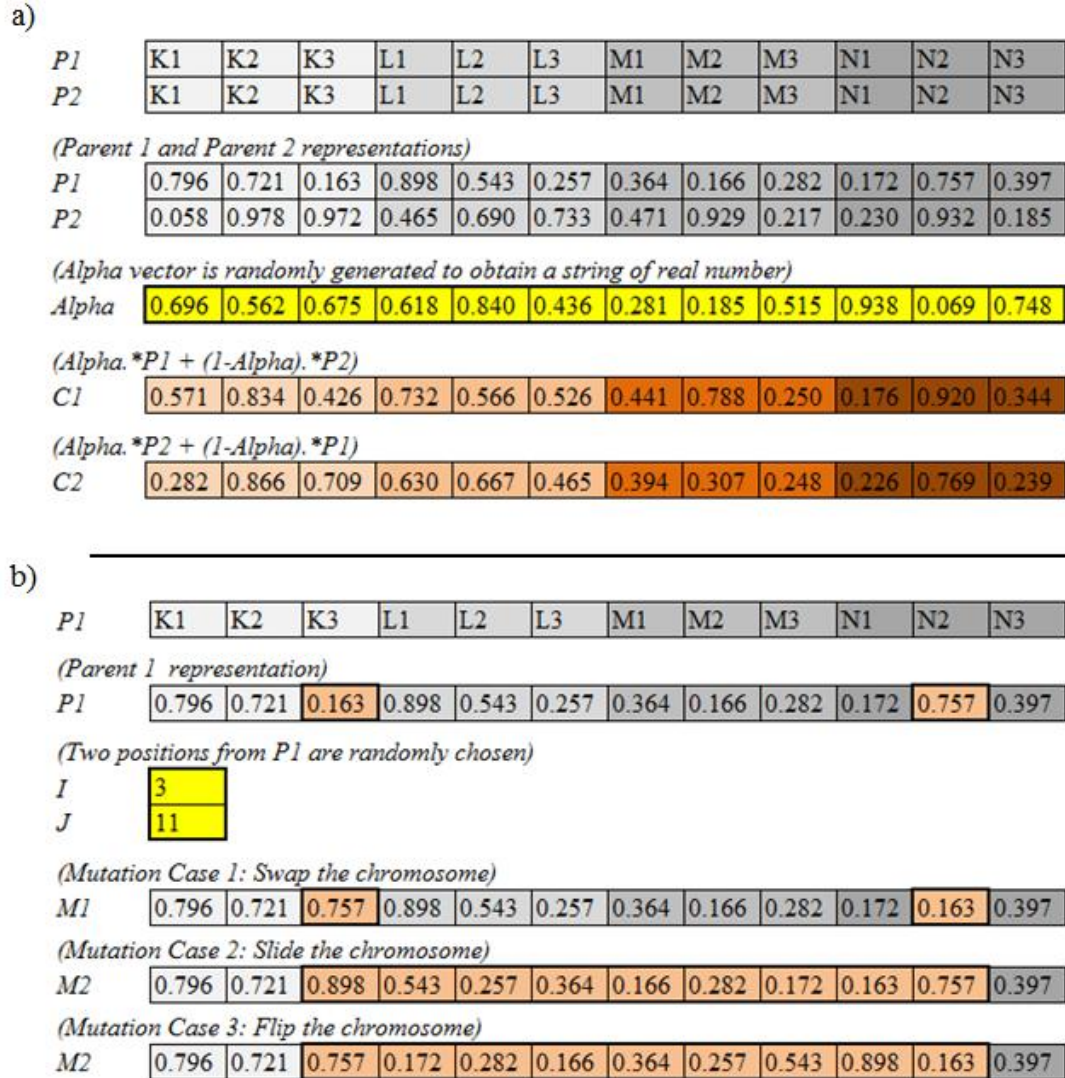 a)
P1 K1 K2 K3 L1 L2 L3 M1 M2 M3 N1 N2 N3
P2 K1 K2 K3 L1 L2 L3 M1 M2 M3 N1 N2 N3
(Parent 1 and Parent 2 representations)
P1 0.796 0.721 0.163 0.898 0.543 0.257 0.364 0.166 0.282 0.172 0.757 0.397
P2 0.058 0.978 0.972 0.465 0.690 0.733 0.471 0.929 0.217 0.230 0.932 0.185
(Alpha vector is randomly generated to obtain a string of real number)
Alpha 0.696 0.562 0.675 0.618 0.840 0.436 0.281 0.185 0.515 0.938 0.069 0.748
(Alpha.*P1 + (1-Alpha).*P2)
C1 0.571 0.834 0.426 0.732 0.566 0.526 0.441 0.788 0.250 0.176 0.920 0.344
(Alpha.*P2 + (1-Alpha).*P1)
C2 0.282 0.866 0.709 0.630 0.667 0.465 0.394 0.307 0.248 0.226 0.769 0.239
b)
P1 K1 K2 K3 L1 L2 L3 M1 M2 M3 N1 N2 N3
(Parent 1 representation)
P1 0.796 0.721 0.163 0.898 0.543 0.257 0.364 0.166 0.282 0.172 0.757 0.397
(Two positions from P1 are randomly chosen)
I 3
J 11
(Mutation Case 1: Swap the chromosome)
M1 0.796 0.721 0.757 0.898 0.543 0.257 0.364 0.166 0.282 0.172 0.163 0.397
(Mutation Case 2: Slide the chromosome)
M2 0.796 0.721 0.898 0.543 0.257 0.364 0.166 0.282 0.172 0.163 0.757 0.397
(Mutation Case 3: Flip the chromosome)
M2 0.796 0.721 0.757 0.172 0.282 0.166 0.364 0.257 0.543 0.898 0.163 0.397